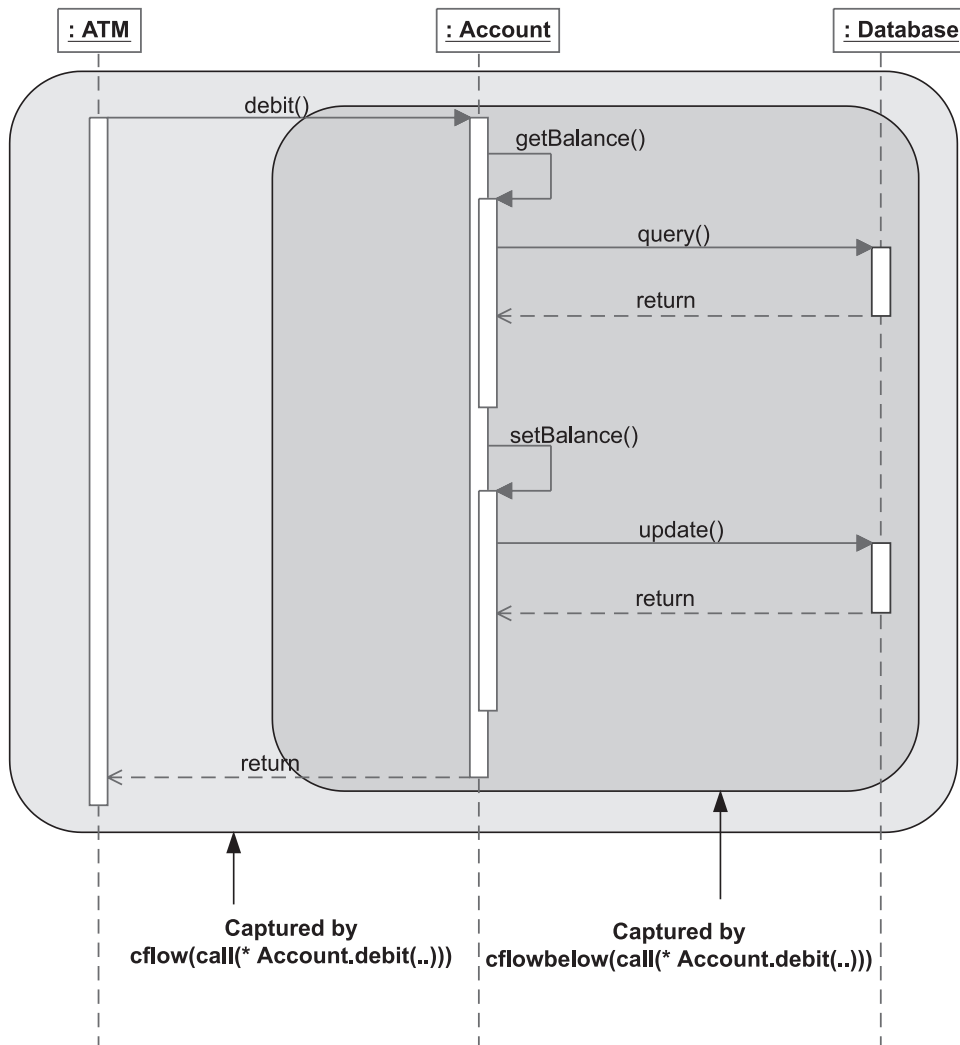 : ATM
: Account
: Database
debit()
getBalance()
query()
return
setBalance()
update()
return
return
Captured by
cflow(call(* Account.debit(..)))
Captured by
cflowbelow(call(* Account.debit(..)))